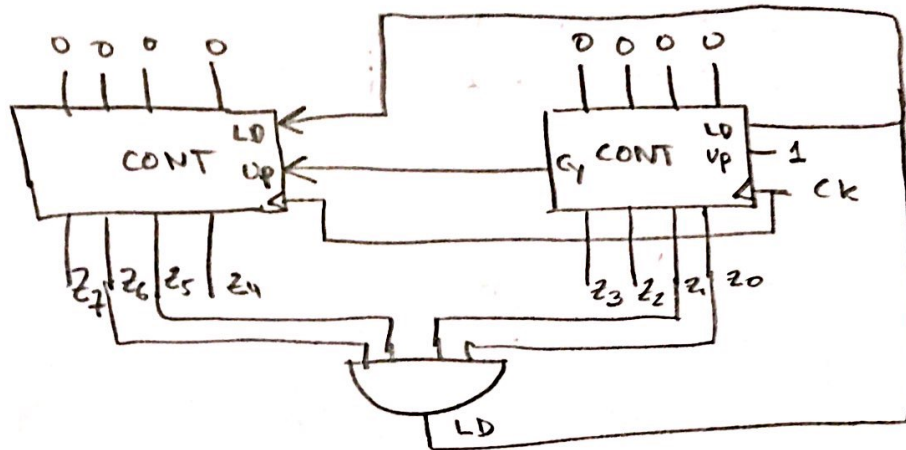 0 0 0 0
0 0 0 0
LD
CONT
Up
Cy
CONT
LD
Up
1
Ck
Z7 Z6 Z5 Z4
Z3 Z2 Z1 Z0
LD